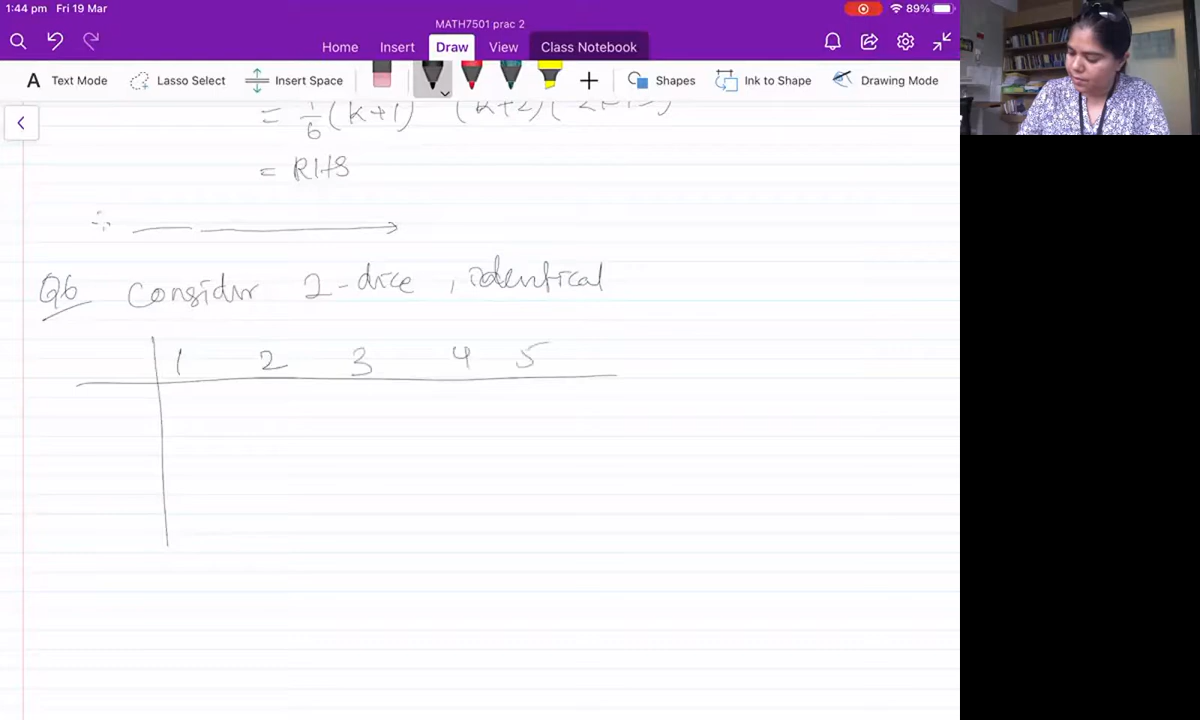 1:44 pm Fri 19 Mar
89%
MATH7501 prac 2
Home Insert Draw View Class Notebook
A Text Mode Lasso Select Insert Space Shapes Ink to Shape Drawing Mode
= 1/6 (k+1) (k+2)(
= RHS
Q6 Consider 2-dice, identical
1 2 3 4 5